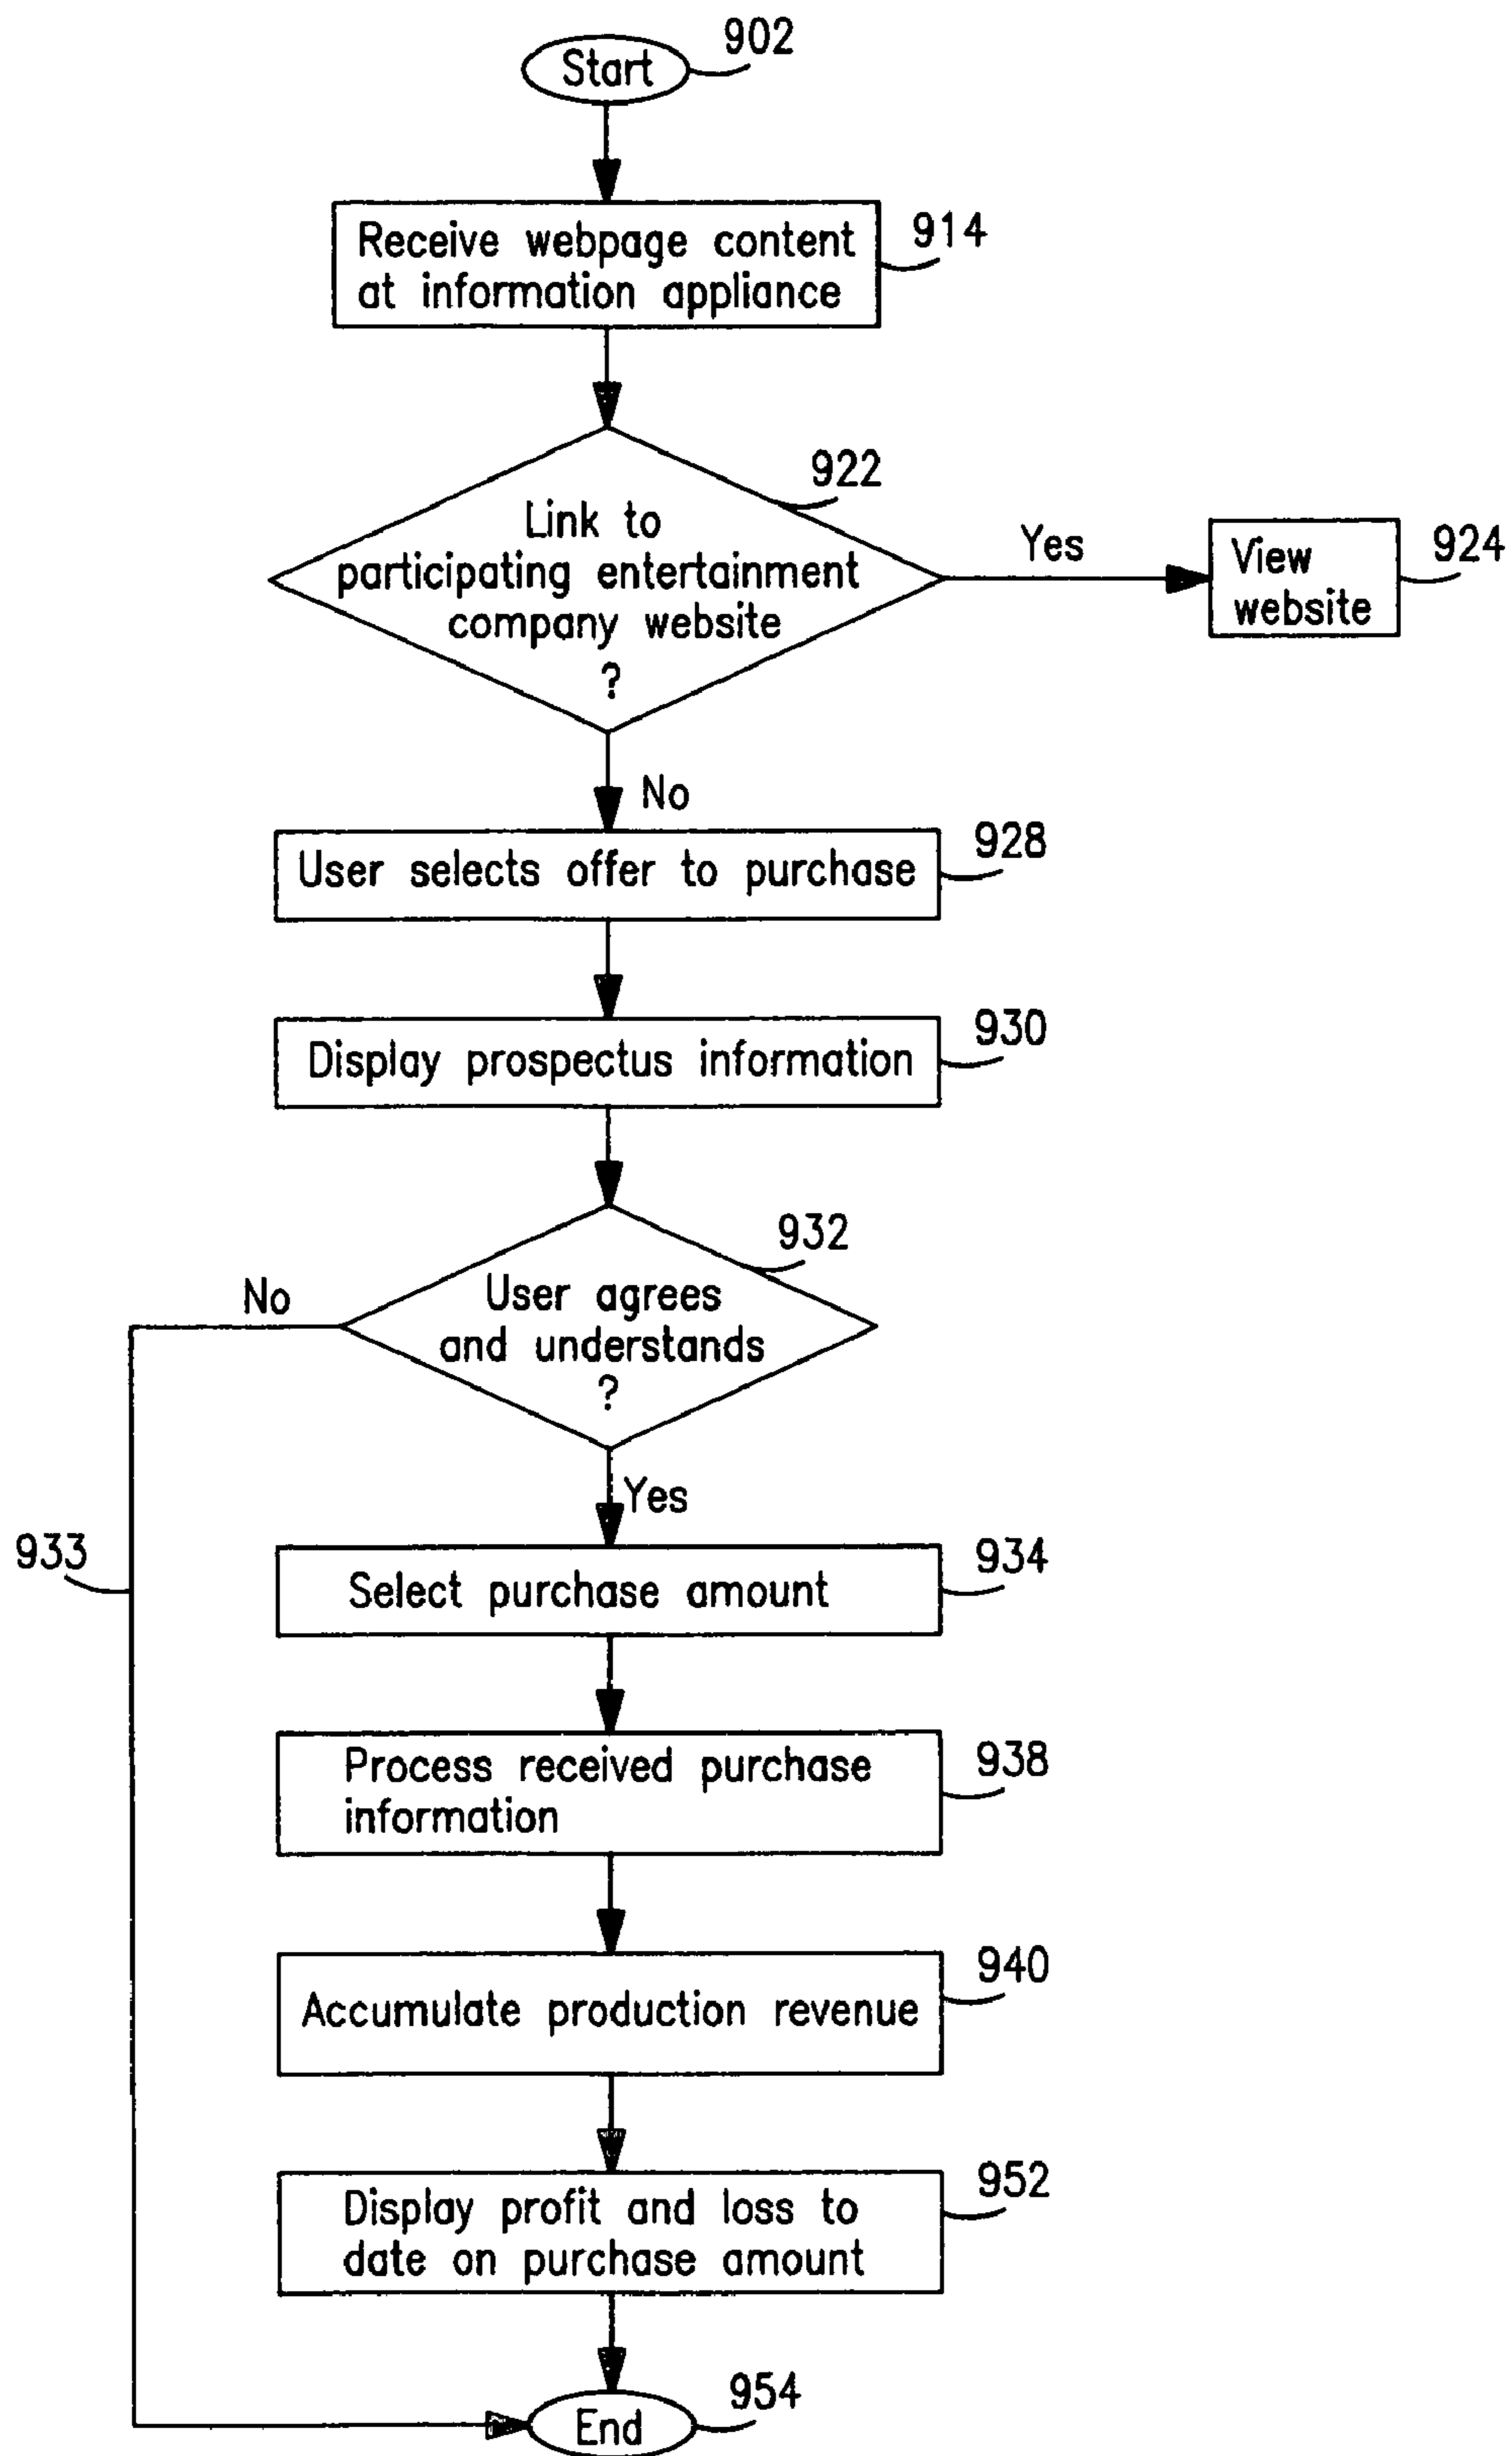 Start
902
Receive webpage content
at information appliance
914
922
Link to
participating entertainment
company website
?
Yes
View
website
924
No
User selects offer to purchase
928
Display prospectus information
930
932
User agrees
and understands
?
No
Yes
933
Select purchase amount
934
Process received purchase
information
938
Accumulate production revenue
940
Display profit and loss to
date on purchase amount
952
End
954